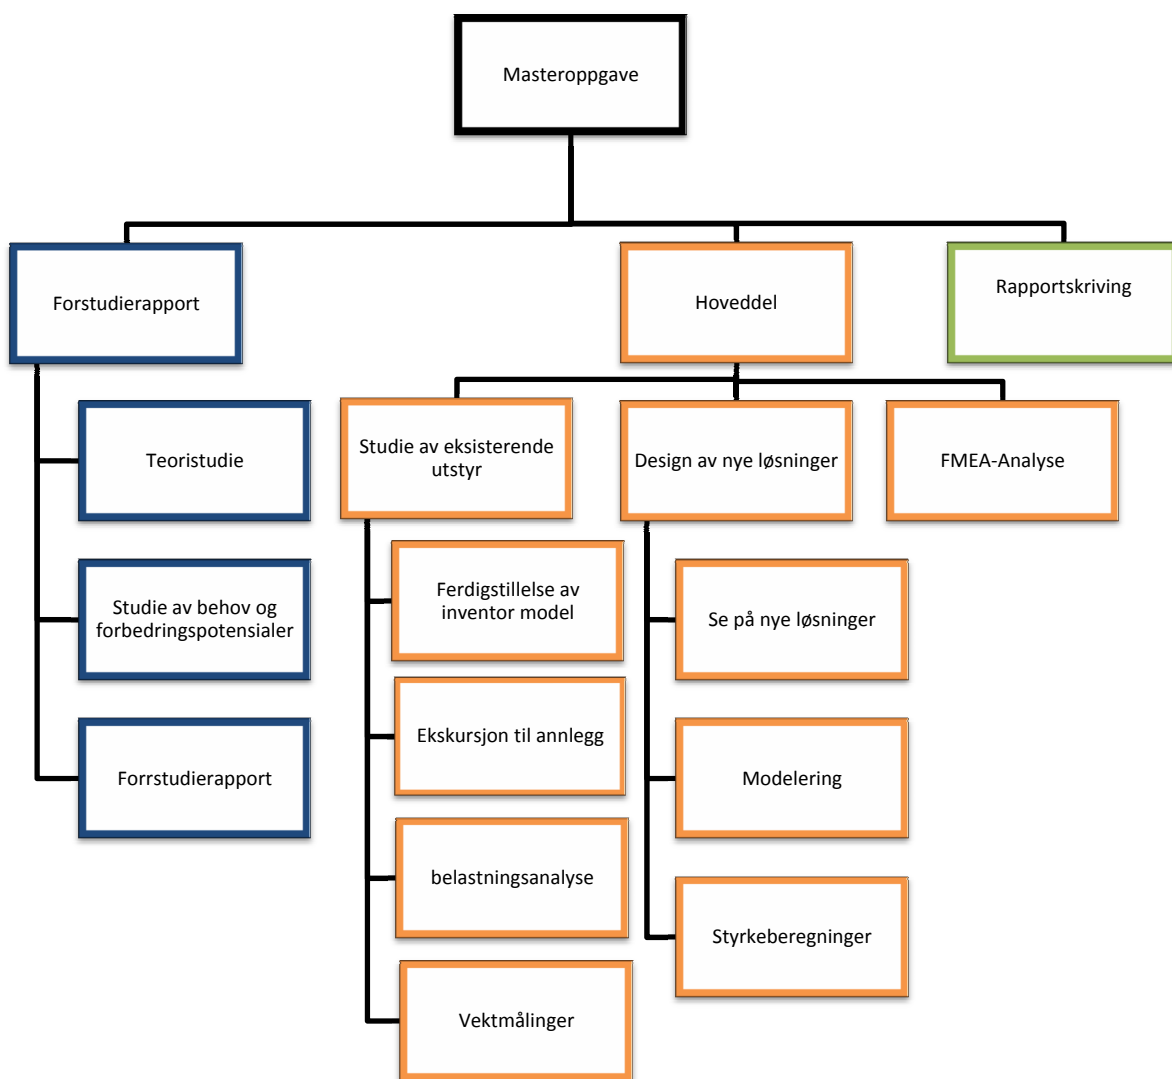 Masteroppgave
Forstudierapport
Hoveddel
Rapportskriving
Teoristudie
Studie av behov og
forbedringspotensialer
Forrstudierapport
Studie av eksisterende
utstyr
Ferdigstillelse av
inventor model
Ekskursjon til annlegg
belastningsanalyse
Vektmålinger
Design av nye løsninger
Se på nye løsninger
Modelering
Styrkeberegninger
FMEA-Analyse